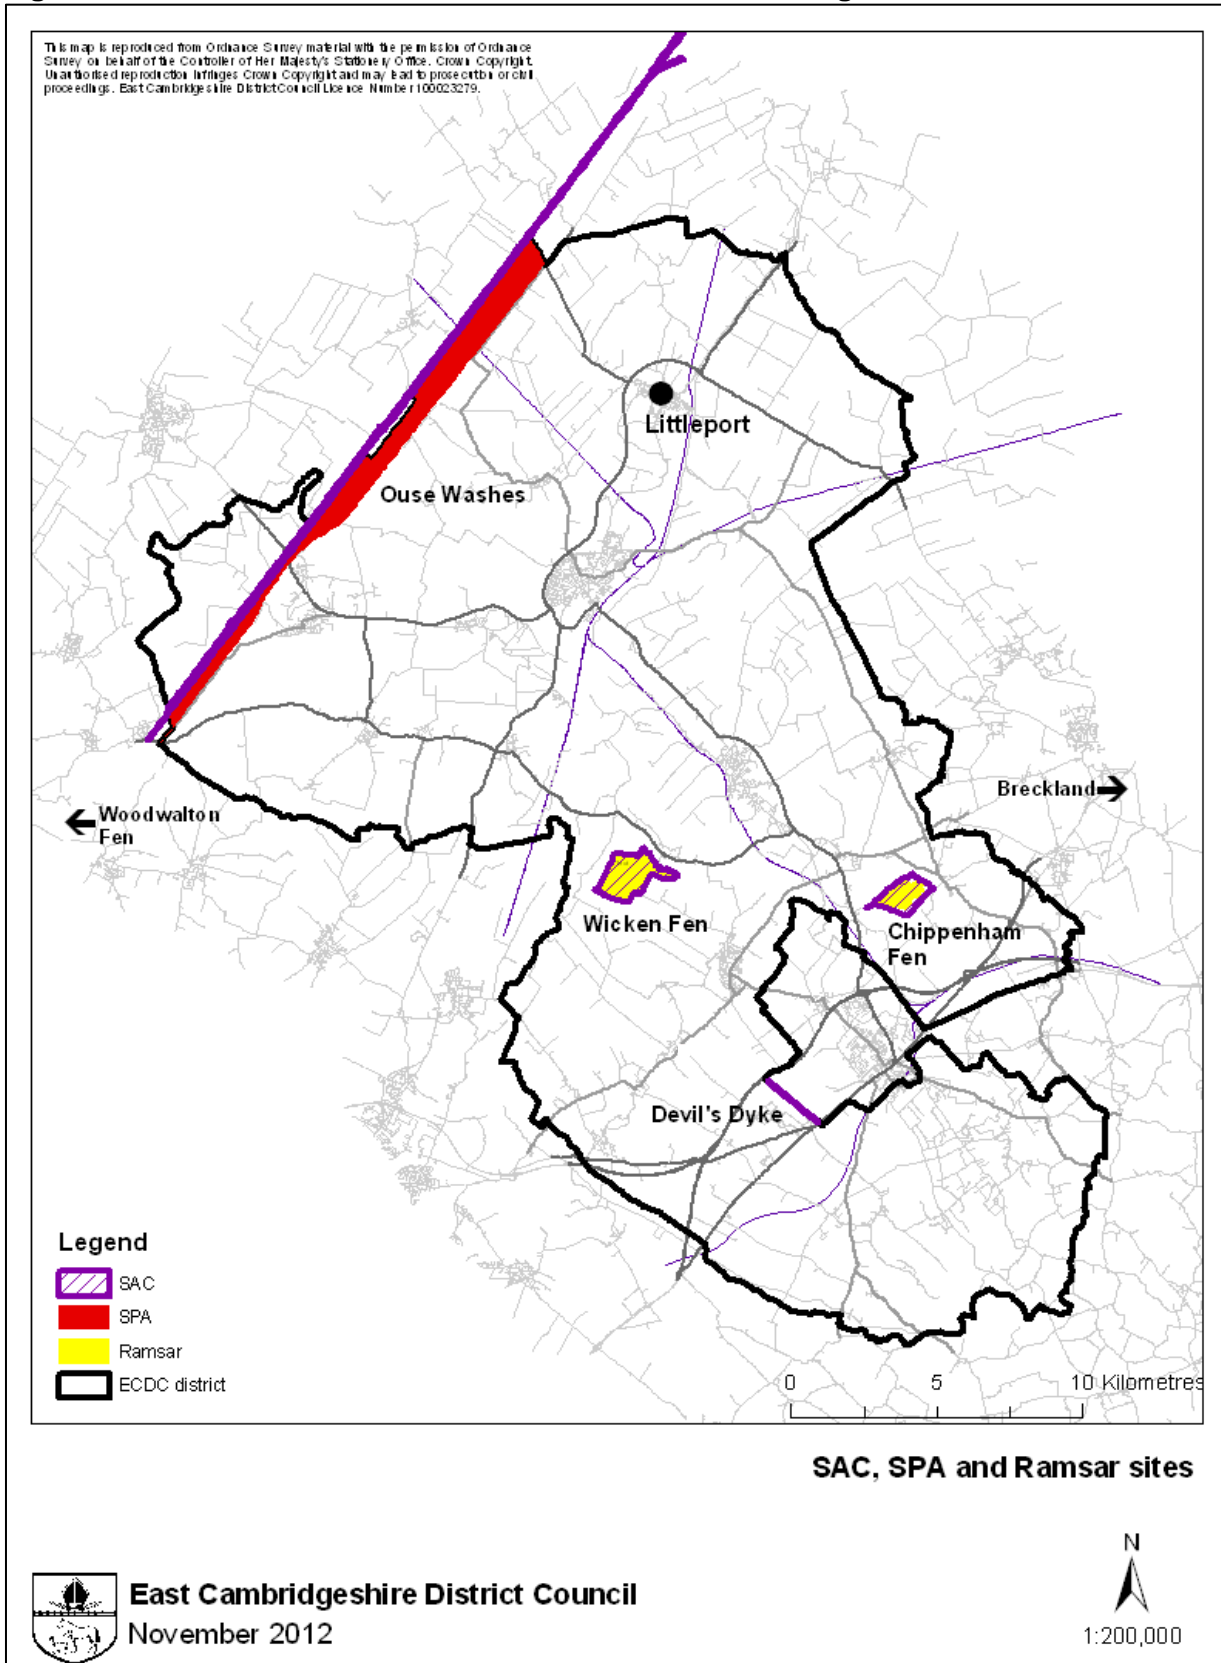 This map is reproduced from Ordnance Survey material with the permission of Ordnance
Survey on behalf of the Controller of Her Majesty's Stationery Office. Crown Copyright.
Unauthorised reproduction infringes Crown Copyright and may lead to prosecution or civil
proceedings. East Cambridgeshire District Council Licence Number 100023279.
Littleport
Ouse Washes
Breckland
Woodwalton
Fen
Wicken Fen
Chippenham
Fen
Devil's Dyke
Legend
SAC
SPA
Ramsar
ECDC district
0 5 10 Kilometres
SAC, SPA and Ramsar sites
N
1:200,000
East Cambridgeshire District Council
November 2012